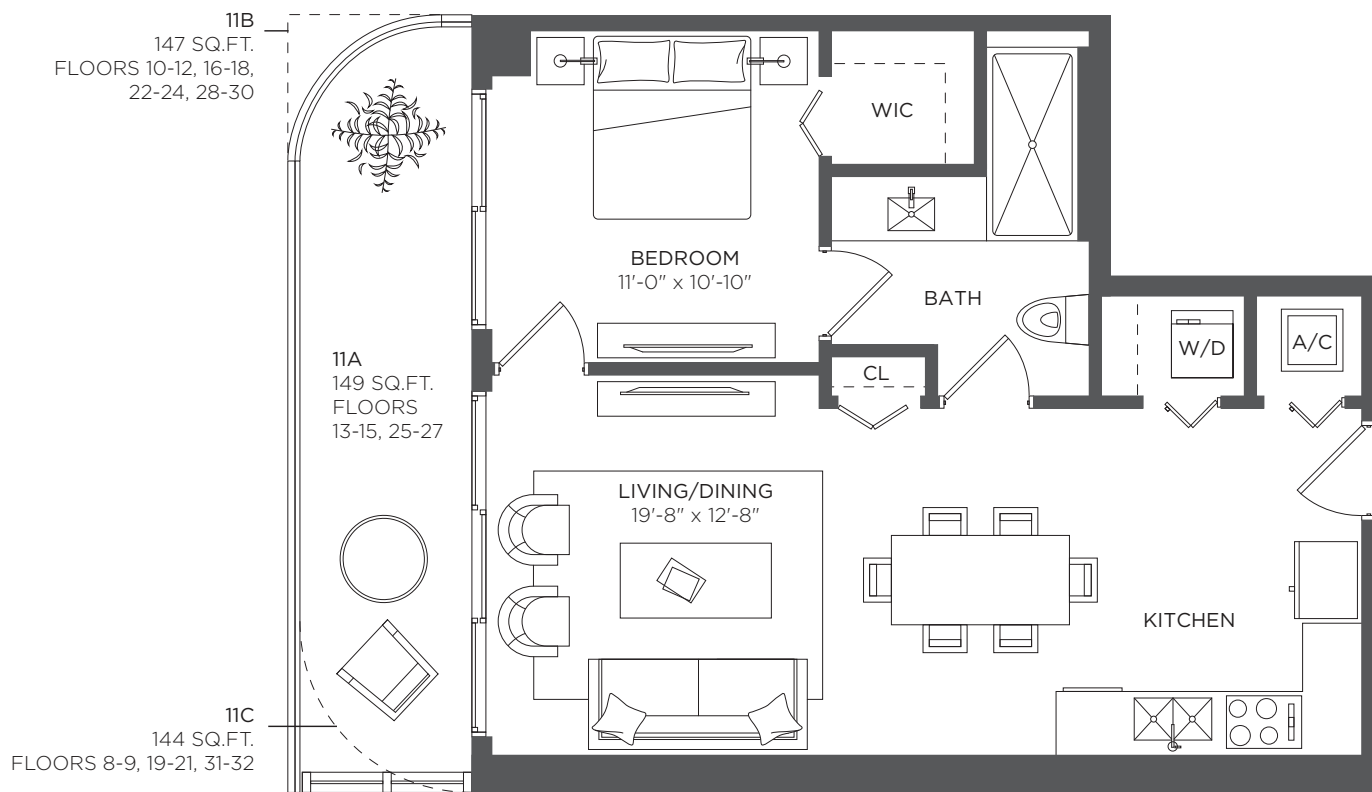 11B
147 SQ.FT.
FLOORS 10-12, 16-18,
22-24, 28-30
WIC
BEDROOM
11'-0" x 10'-10"
BATH
W/D
A/C
11A
149 SQ.FT.
FLOORS
13-15, 25-27
CL
LIVING/DINING
19'-8" x 12'-8"
KITCHEN
11C
144 SQ.FT.
FLOORS 8-9, 19-21, 31-32